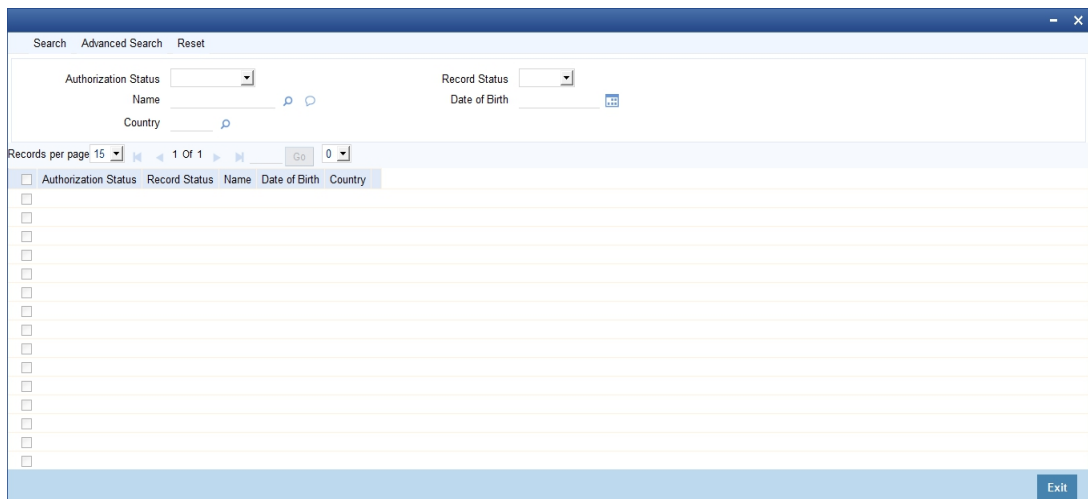 Search Advanced Search Reset
Authorization Status Record Status
Name Date of Birth
Country
Records per page 15 1 Of 1 Go 0
Authorization Status Record Status Name Date of Birth Country
Exit